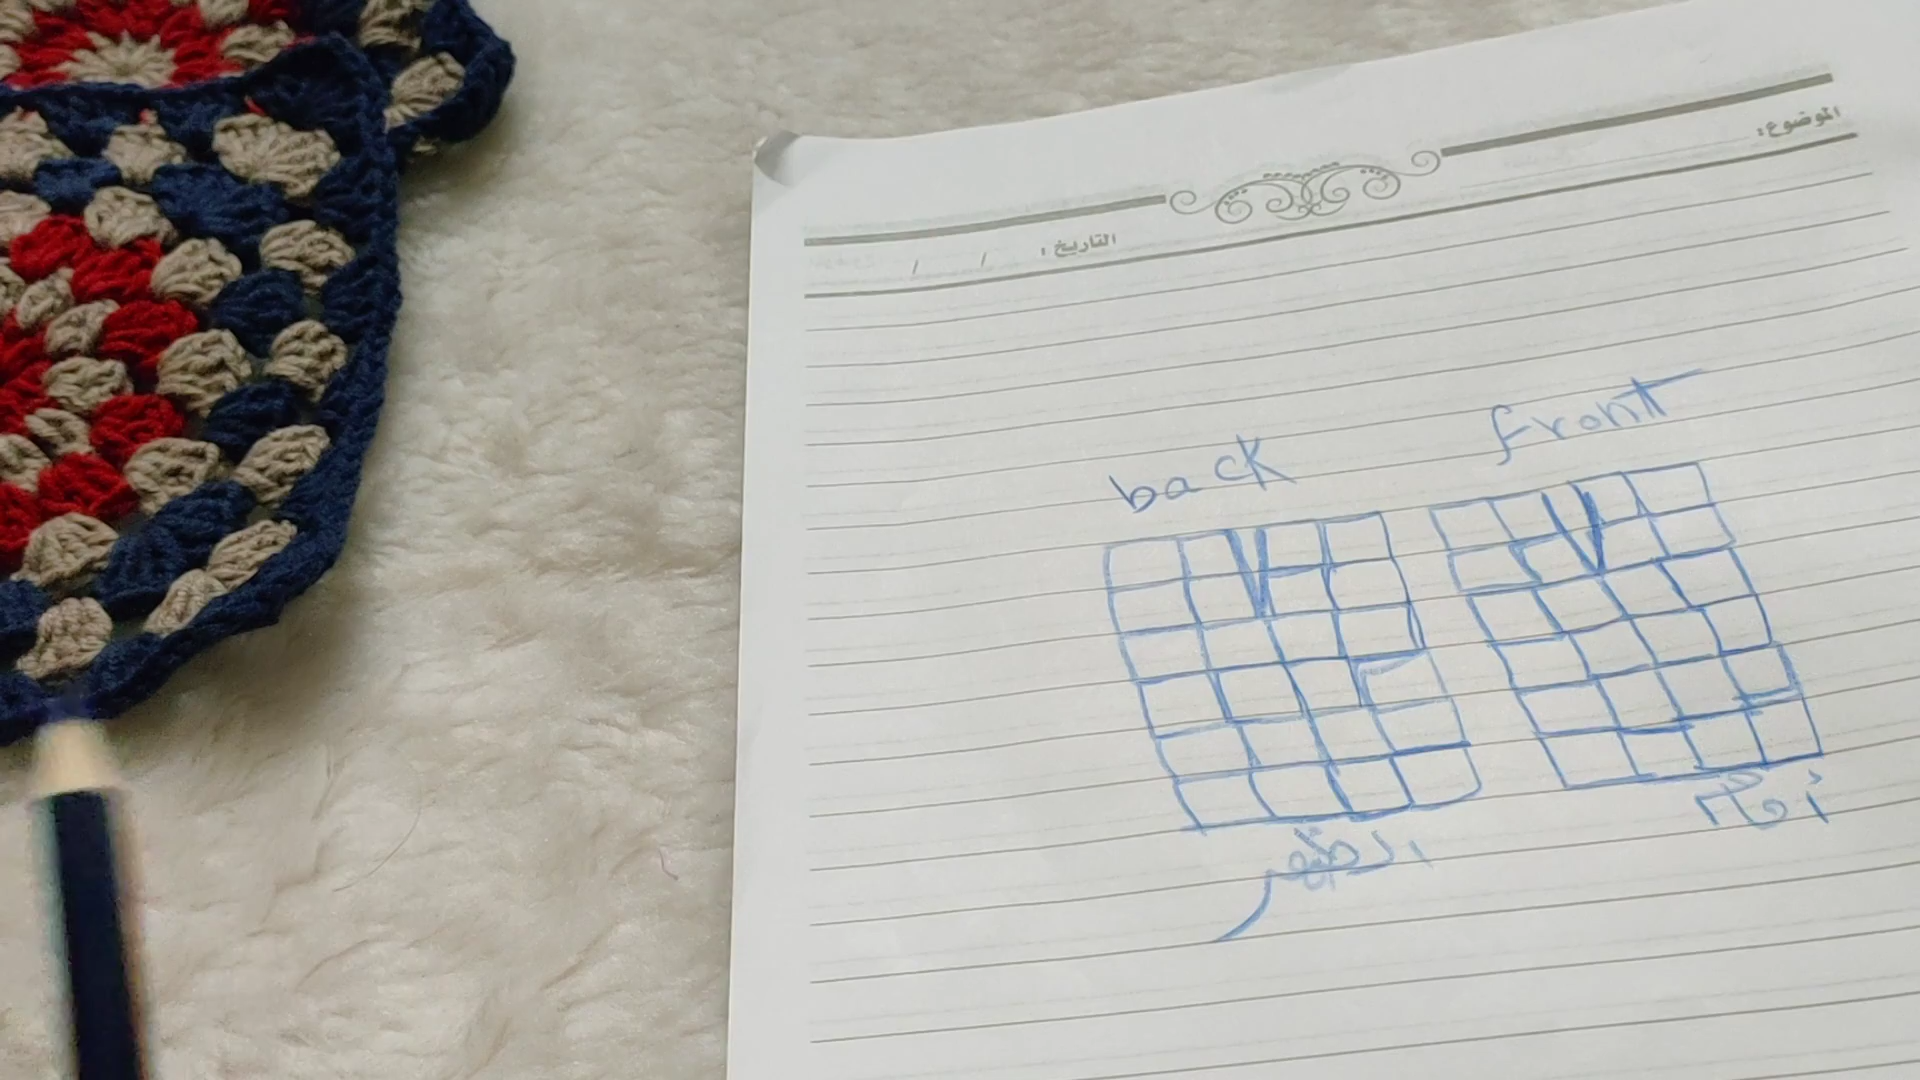 الموضوع:
التاريخ: / /
back front
الظهر أمام